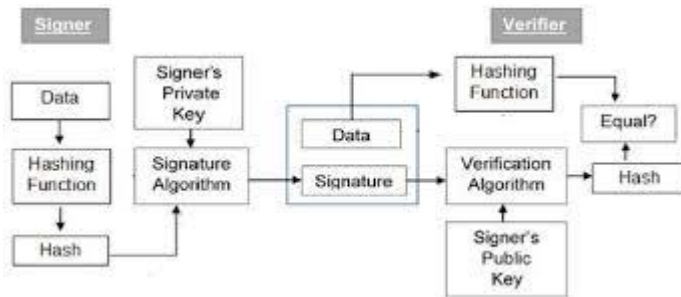 Signer
Verifier
Data
Hashing
Function
Hash
Signer's
Private
Key
Signature
Algorithm
Data
Signature
Hashing
Function
Verification
Algorithm
Signer's
Public
Key
Equal?
Hash